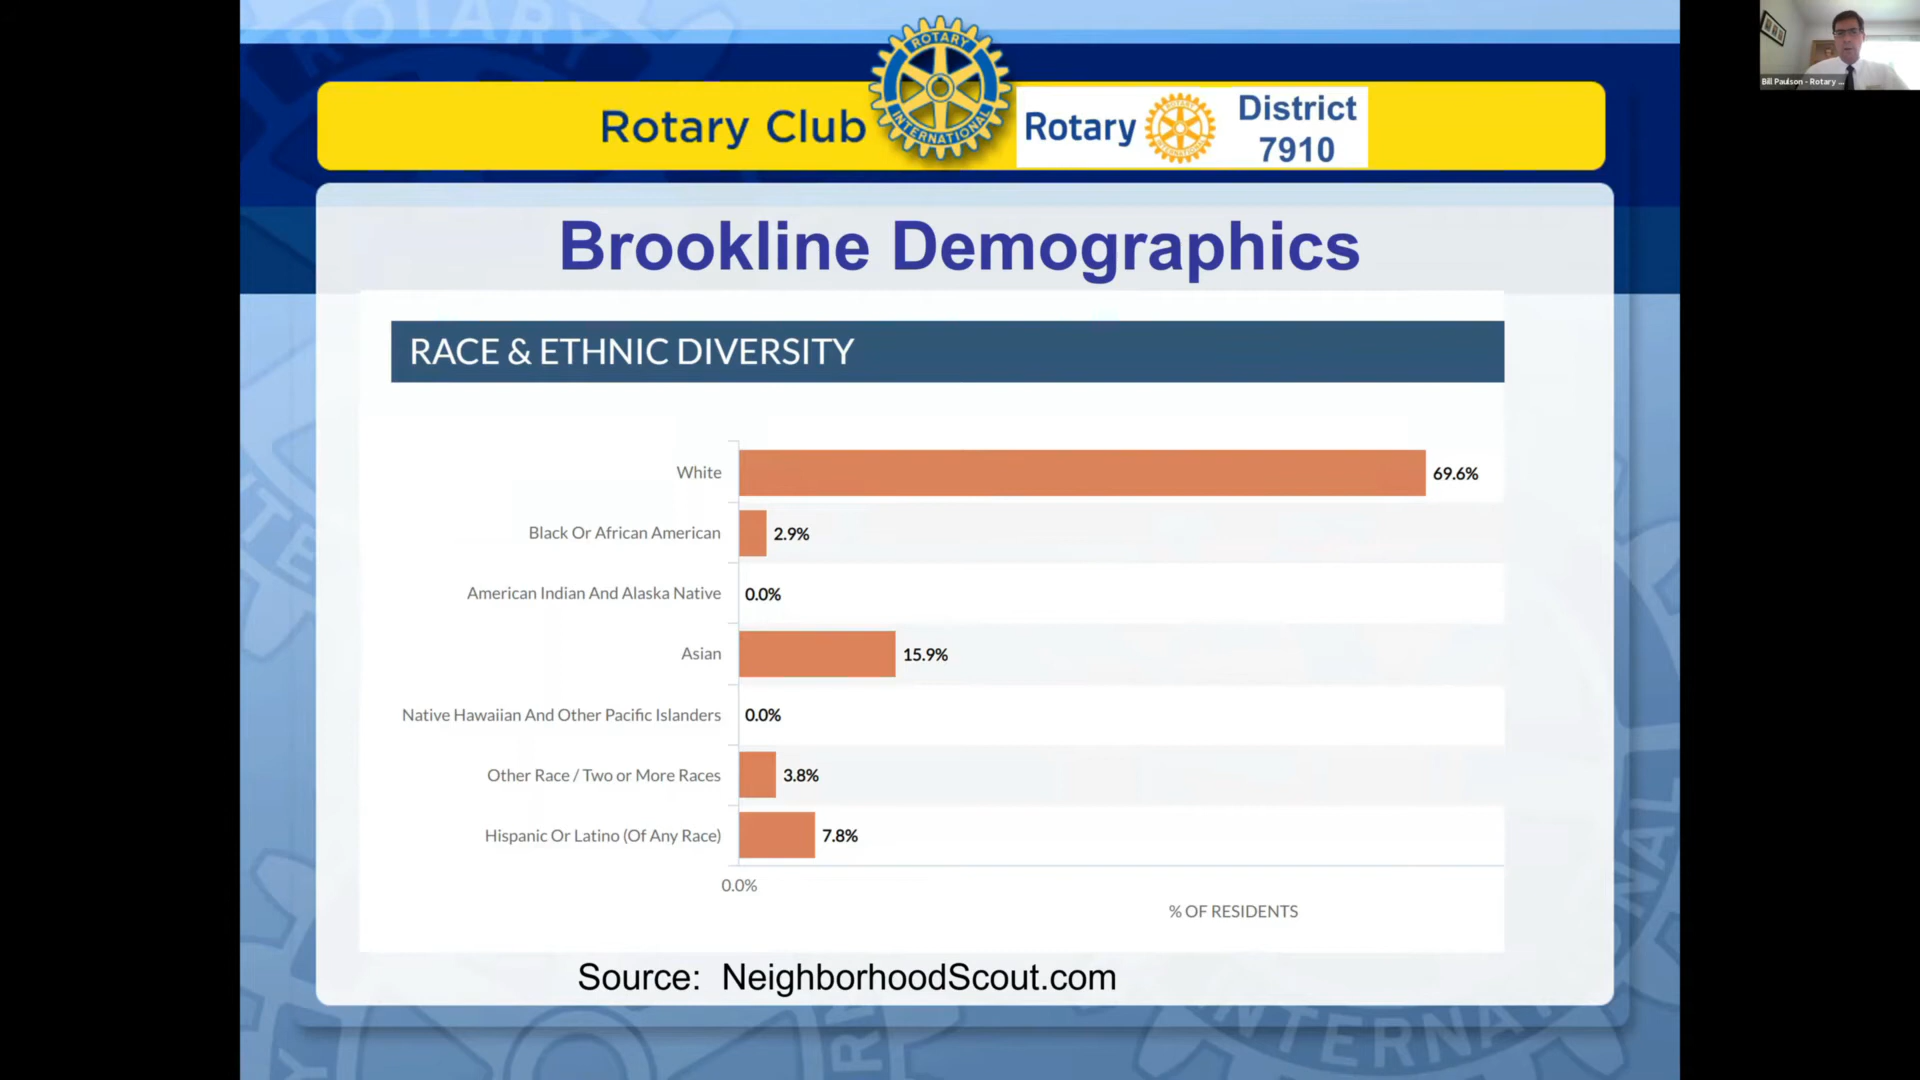 ROTARY
INTERNATIONAL
Rotary Club
Rotary
District
7910
Bill Paulson - Rotary ...
Brookline Demographics
RACE & ETHNIC DIVERSITY
White
69.6%
Black Or African American
2.9%
American Indian And Alaska Native
0.0%
Asian
15.9%
Native Hawaiian And Other Pacific Islanders
0.0%
Other Race / Two or More Races
3.8%
Hispanic Or Latino (Of Any Race)
7.8%
0.0%
% OF RESIDENTS
Source: NeighborhoodScout.com